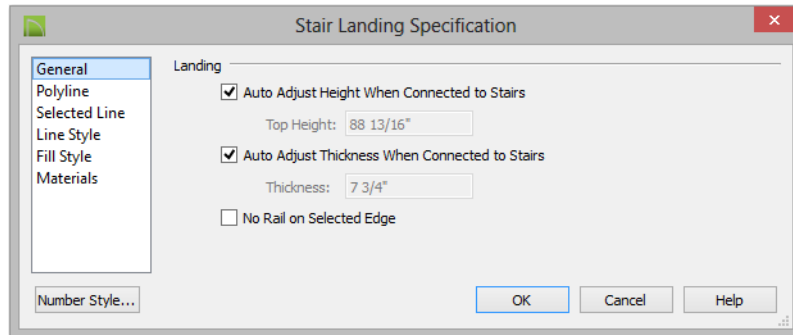 Stair Landing Specification
General
Polyline
Selected Line
Line Style
Fill Style
Materials
Landing
Auto Adjust Height When Connected to Stairs
Top Height: 88 13/16"
Auto Adjust Thickness When Connected to Stairs
Thickness: 7 3/4"
No Rail on Selected Edge
Number Style... OK Cancel Help